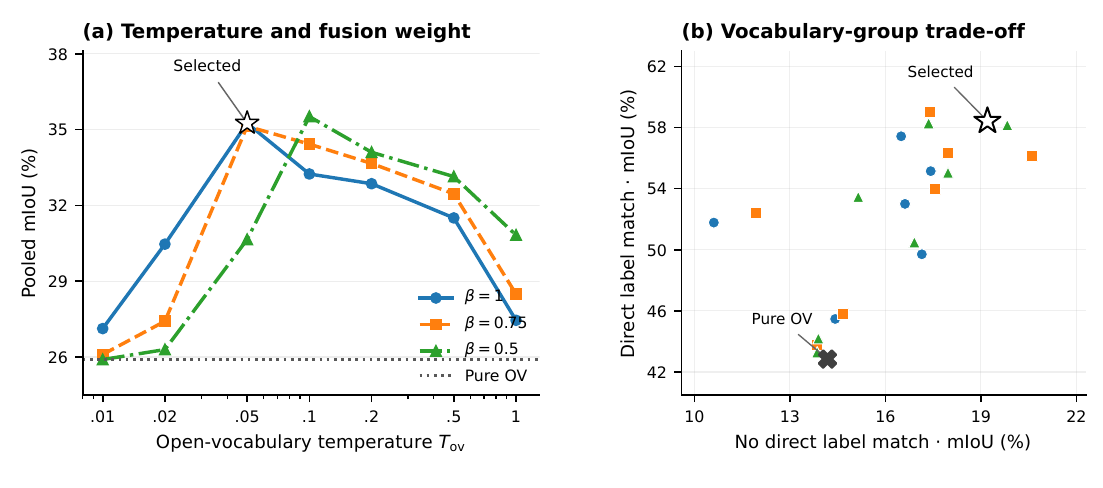 (a) Temperature and fusion weight
Pooled mIoU (%)
38
35
32
29
26
Selected
β = 1
β = 0.75
β = 0.5
Pure OV
.01
.02
.05
.1
.2
.5
1
Open-vocabulary temperature Tov
(b) Vocabulary-group trade-off
Direct label match · mIoU (%)
62
58
54
50
46
42
Selected
Pure OV
10
13
16
19
22
No direct label match · mIoU (%)